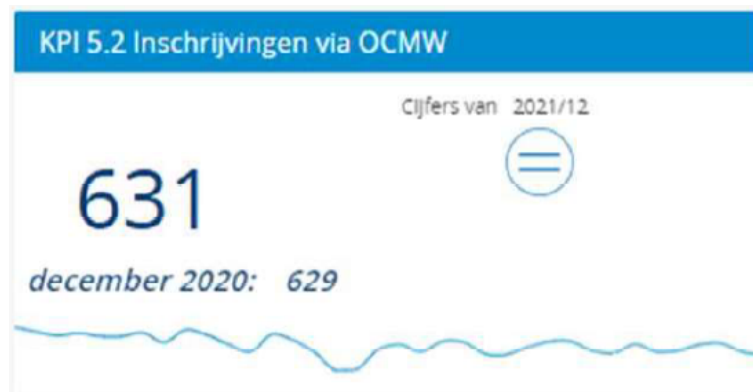 KPI 5.2 Inschrijvingen via OCMW
Cijfers van 2021/12
631
december 2020: 629